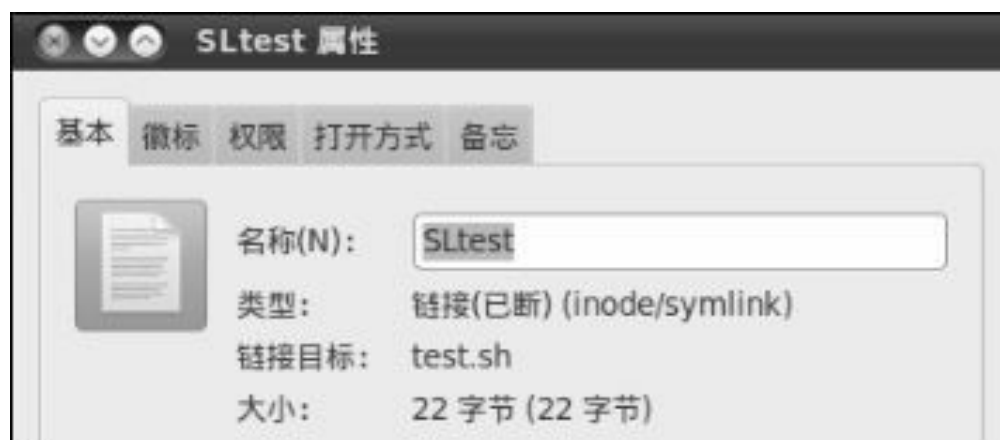 SLtest 属性
基本 徽标 权限 打开方式 备忘
名称(N): SLtest
类型: 链接(已断) (inode/symlink)
链接目标: test.sh
大小: 22 字节 (22 字节)